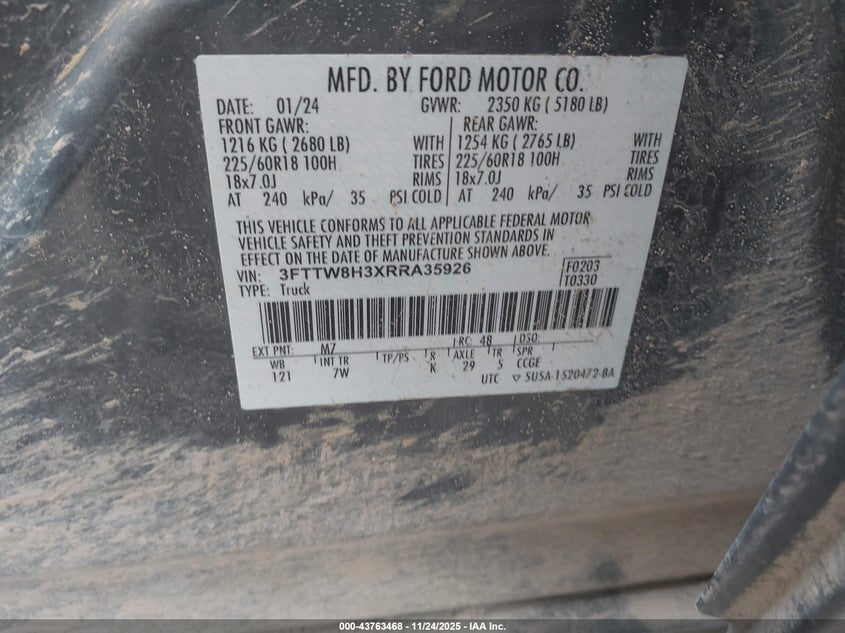 MFD. BY FORD MOTOR CO.
DATE: 01/24 GVWR: 2350 KG ( 5180 LB)
FRONT GAWR: REAR GAWR:
1216 KG ( 2680 LB) WITH 1254 KG ( 2765 LB) WITH
225/60R18 100H TIRES 225/60R18 100H TIRES
18x7.0J RIMS 18x7.0J RIMS
AT 240 kPa/ 35 PSI COLD AT 240 kPa/ 35 PSI COLD
THIS VEHICLE CONFORMS TO ALL APPLICABLE FEDERAL MOTOR
VEHICLE SAFETY AND THEFT PREVENTION STANDARDS IN
EFFECT ON THE DATE OF MANUFACTURE SHOWN ABOVE.
VIN: 3FTTW8H3XRRA35926 F0203
TYPE: Truck T0330
EXT PNT: M7 RC: 48 DSO:
WB INT TR TP/PS R AXLE TR SPR
121 7W K 29 S CCGE
UTC 5U5A-1520472-BA
000-43763468 - 11/24/2025 - IAA Inc.